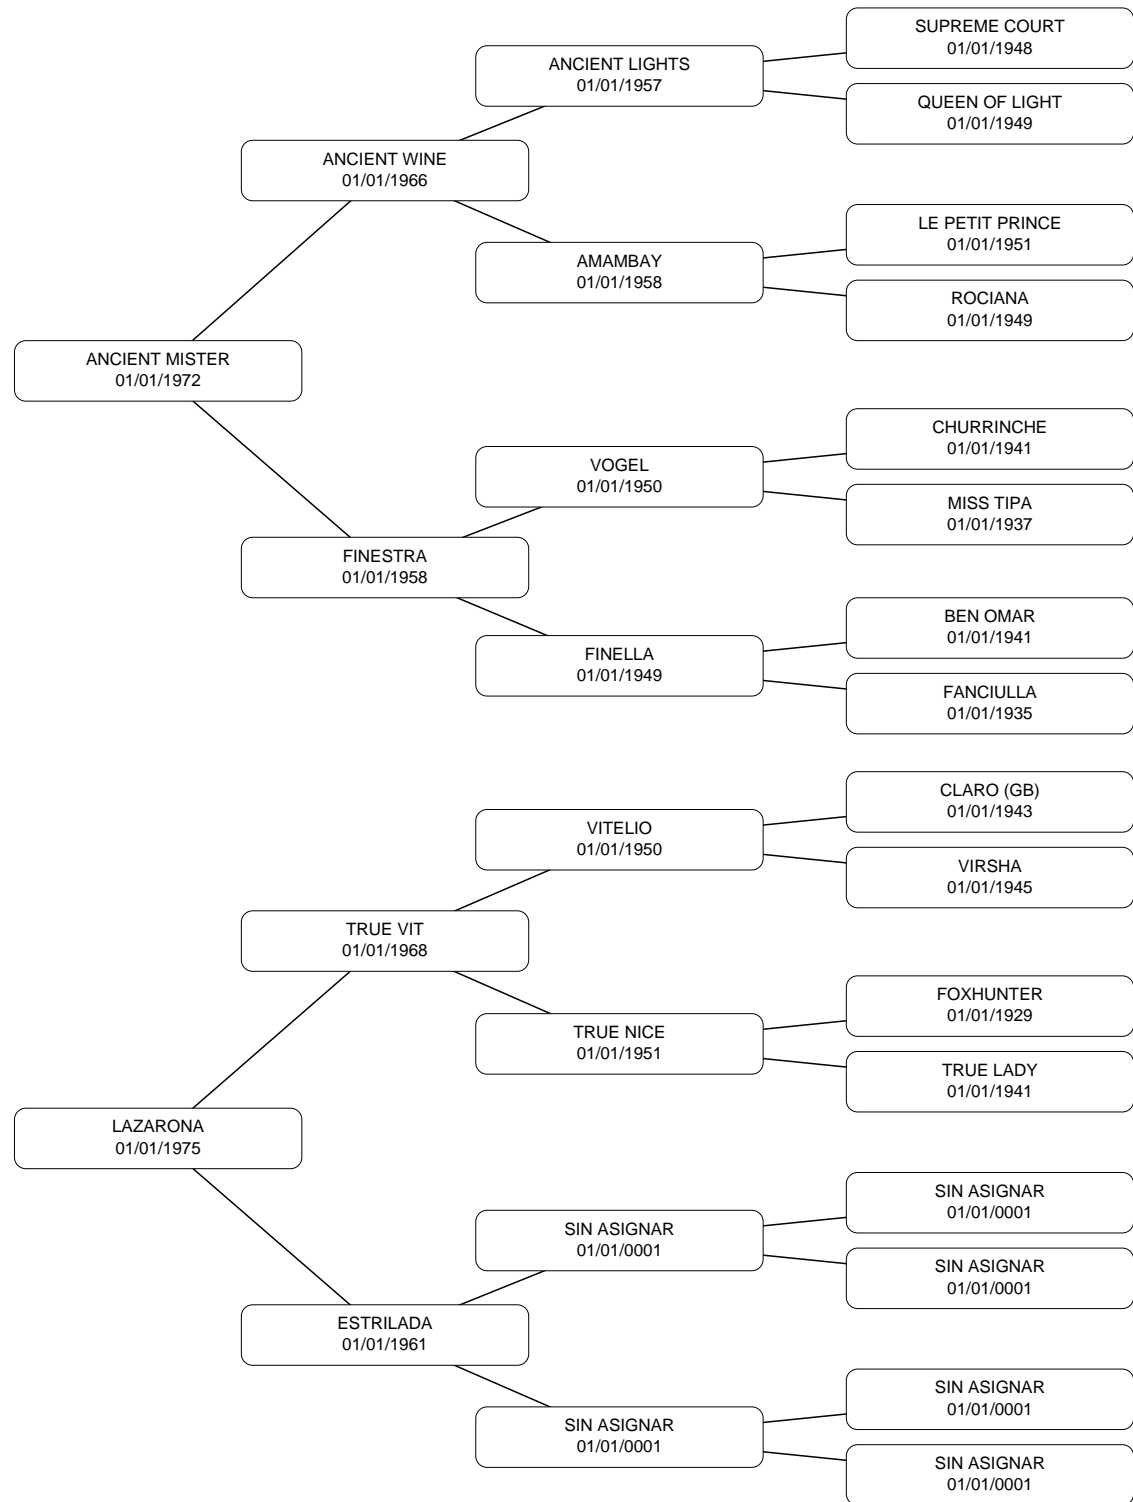 SUPREME COURT
01/01/1948
ANCIENT LIGHTS
01/01/1957
QUEEN OF LIGHT
01/01/1949
ANCIENT WINE
01/01/1966
LE PETIT PRINCE
01/01/1951
AMAMBAY
01/01/1958
ROCIANA
01/01/1949
ANCIENT MISTER
01/01/1972
CHURRINCHE
01/01/1941
VOGEL
01/01/1950
MISS TIPA
01/01/1937
FINESTRA
01/01/1958
BEN OMAR
01/01/1941
FINELLA
01/01/1949
FANCIULLA
01/01/1935
CLARO (GB)
01/01/1943
VITELIO
01/01/1950
VIRSHA
01/01/1945
TRUE VIT
01/01/1968
FOXHUNTER
01/01/1929
TRUE NICE
01/01/1951
TRUE LADY
01/01/1941
LAZARONA
01/01/1975
SIN ASIGNAR
01/01/0001
SIN ASIGNAR
01/01/0001
SIN ASIGNAR
01/01/0001
ESTRILADA
01/01/1961
SIN ASIGNAR
01/01/0001
SIN ASIGNAR
01/01/0001
SIN ASIGNAR
01/01/0001